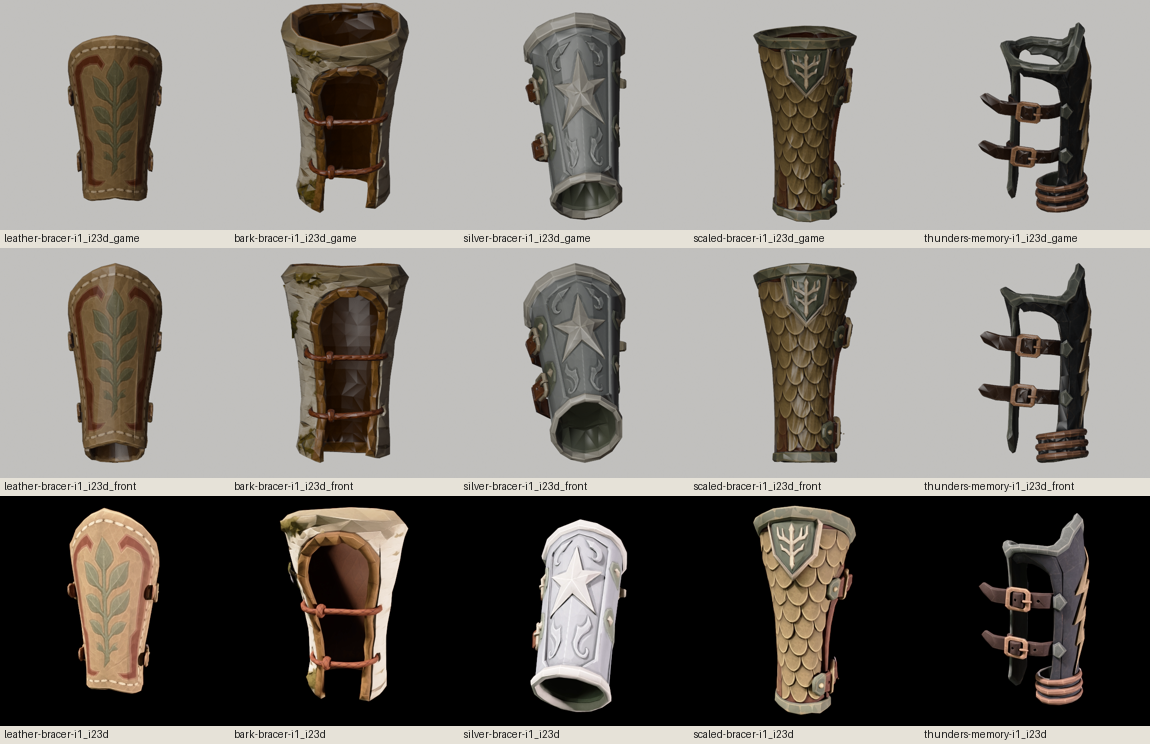 leather-bracer-i1_i23d_game
bark-bracer-i1_i23d_game
silver-bracer-i1_i23d_game
scaled-bracer-i1_i23d_game
thunders-memory-i1_i23d_game
leather-bracer-i1_i23d_front
bark-bracer-i1_i23d_front
silver-bracer-i1_i23d_front
scaled-bracer-i1_i23d_front
thunders-memory-i1_i23d_front
leather-bracer-i1_i23d
bark-bracer-i1_i23d
silver-bracer-i1_i23d
scaled-bracer-i1_i23d
thunders-memory-i1_i23d